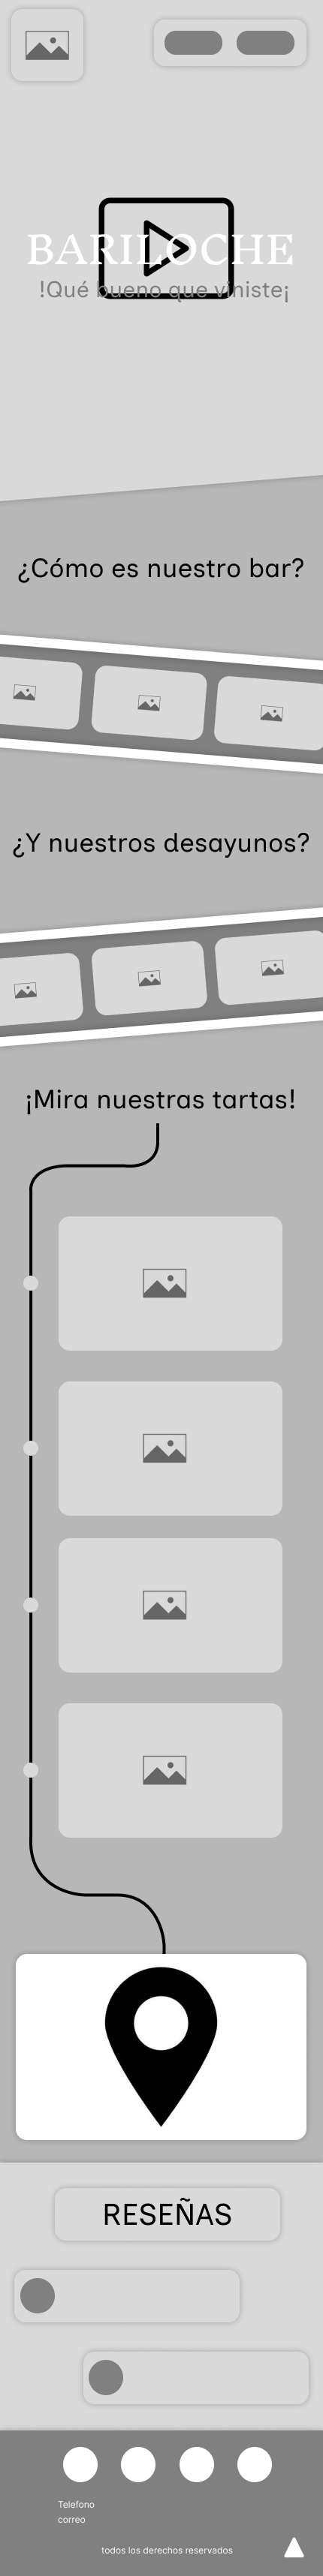 BARILOCHE
!Qué bueno que viniste¡
¿Cómo es nuestro bar?
¿Y nuestros desayunos?
¡Mira nuestras tartas!
RESEÑAS
Telefono
correo
todos los derechos reservados